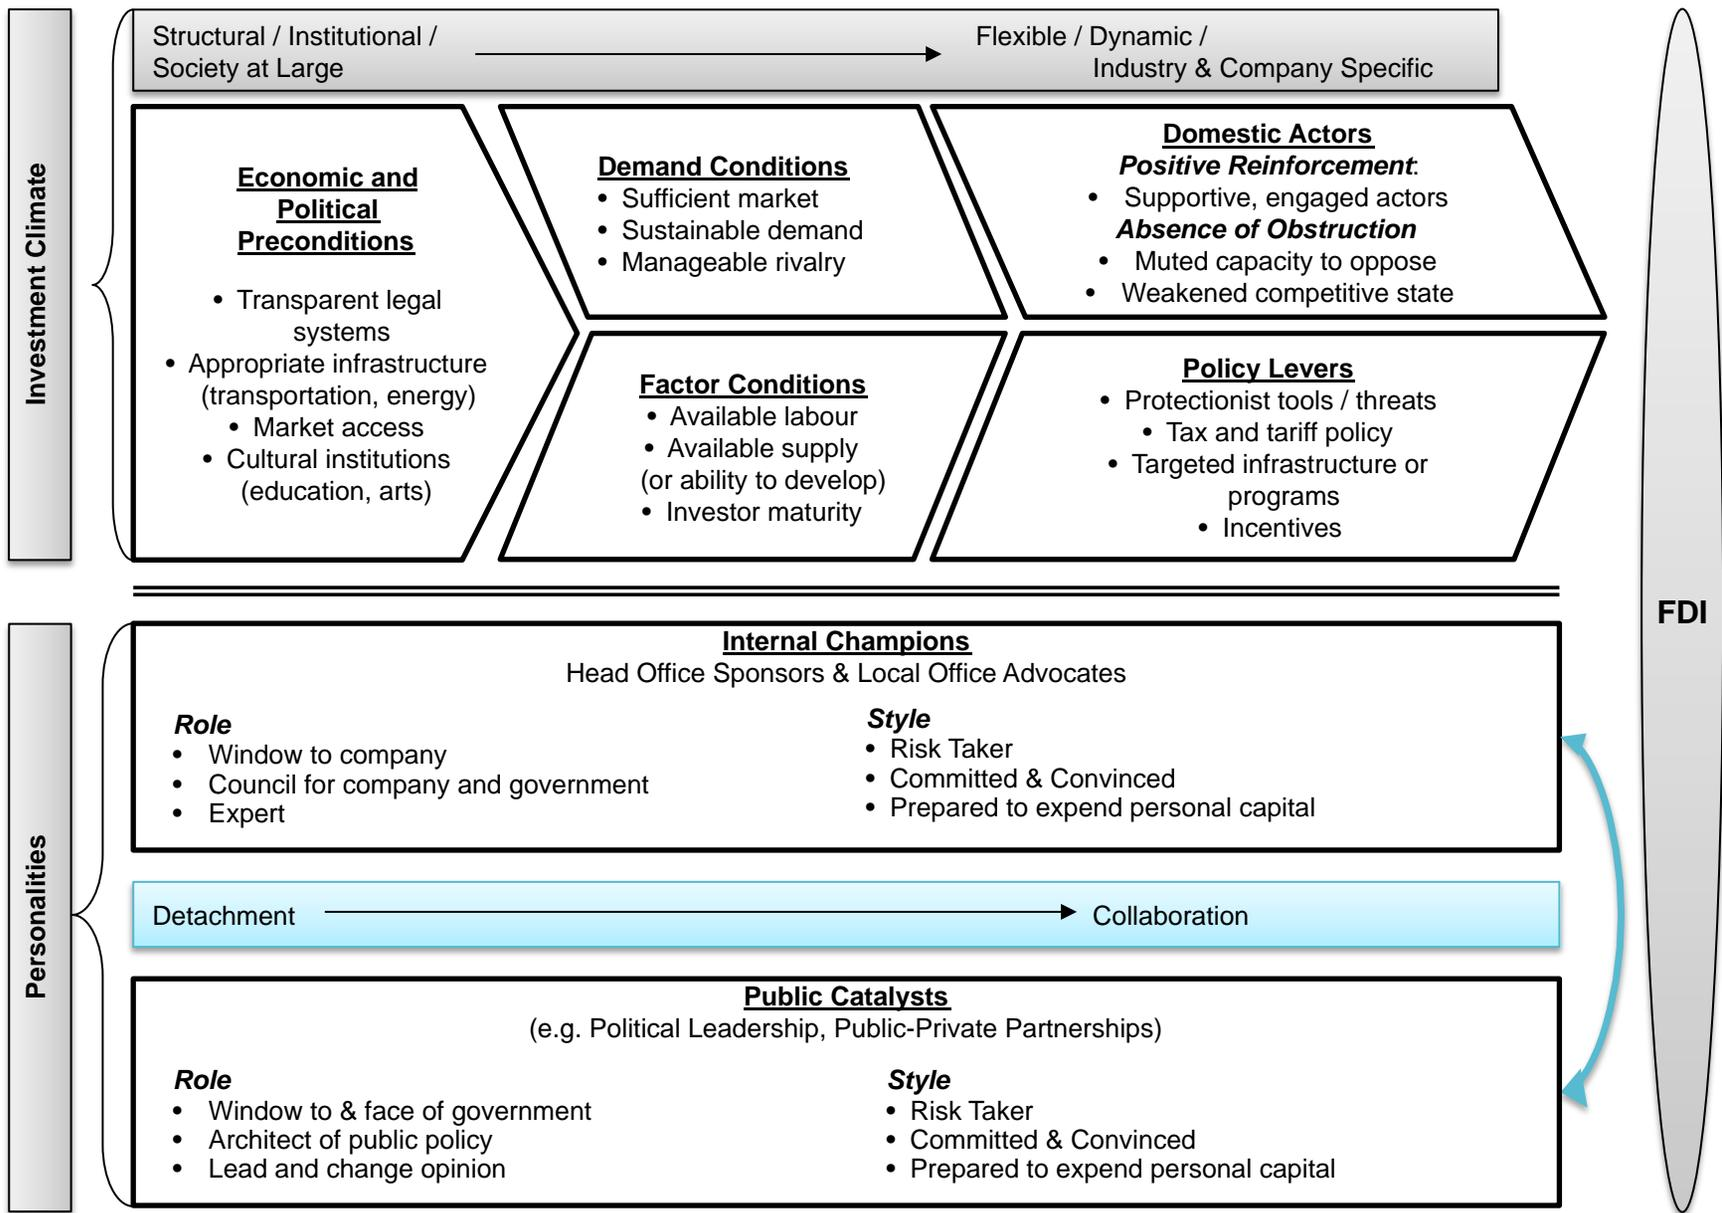 Investment Climate
Structural / Institutional /
Society at Large
Flexible / Dynamic /
Industry & Company Specific
Economic and
Political
Preconditions
• Transparent legal
systems
• Appropriate infrastructure
(transportation, energy)
• Market access
• Cultural institutions
(education, arts)
Demand Conditions
• Sufficient market
• Sustainable demand
• Manageable rivalry
Factor Conditions
• Available labour
• Available supply
(or ability to develop)
• Investor maturity
Domestic Actors
Positive Reinforcement:
• Supportive, engaged actors
Absence of Obstruction
• Muted capacity to oppose
• Weakened competitive state
Policy Levers
• Protectionist tools / threats
• Tax and tariff policy
• Targeted infrastructure or
programs
• Incentives
FDI
Personalities
Internal Champions
Head Office Sponsors & Local Office Advocates
Role
• Window to company
• Council for company and government
• Expert
Style
• Risk Taker
• Committed & Convinced
• Prepared to expend personal capital
Detachment
Collaboration
Public Catalysts
(e.g. Political Leadership, Public-Private Partnerships)
Role
• Window to & face of government
• Architect of public policy
• Lead and change opinion
Style
• Risk Taker
• Committed & Convinced
• Prepared to expend personal capital